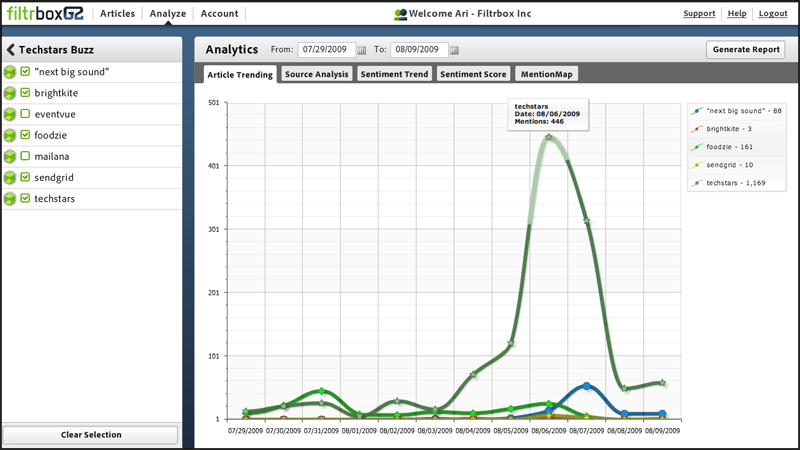 filtrboxG2 Articles Analyze Account Welcome Ari - Filtrbox Inc Support Help Logout
Techstars Buzz
"next big sound"
brightkite
eventvue
foodzie
mailana
sendgrid
techstars
Clear Selection
Analytics From: 07/29/2009 To: 08/09/2009 Generate Report
Article Trending Source Analysis Sentiment Trend Sentiment Score MentionMap
techstars
Date: 08/06/2009
Mentions: 446
501
401
301
201
101
1
07/29/2009 07/30/2009 07/31/2009 08/01/2009 08/02/2009 08/03/2009 08/04/2009 08/05/2009 08/06/2009 08/07/2009 08/08/2009 08/09/2009
"next big sound" - 88
brightkite - 3
foodzie - 161
sendgrid - 10
techstars - 1,169